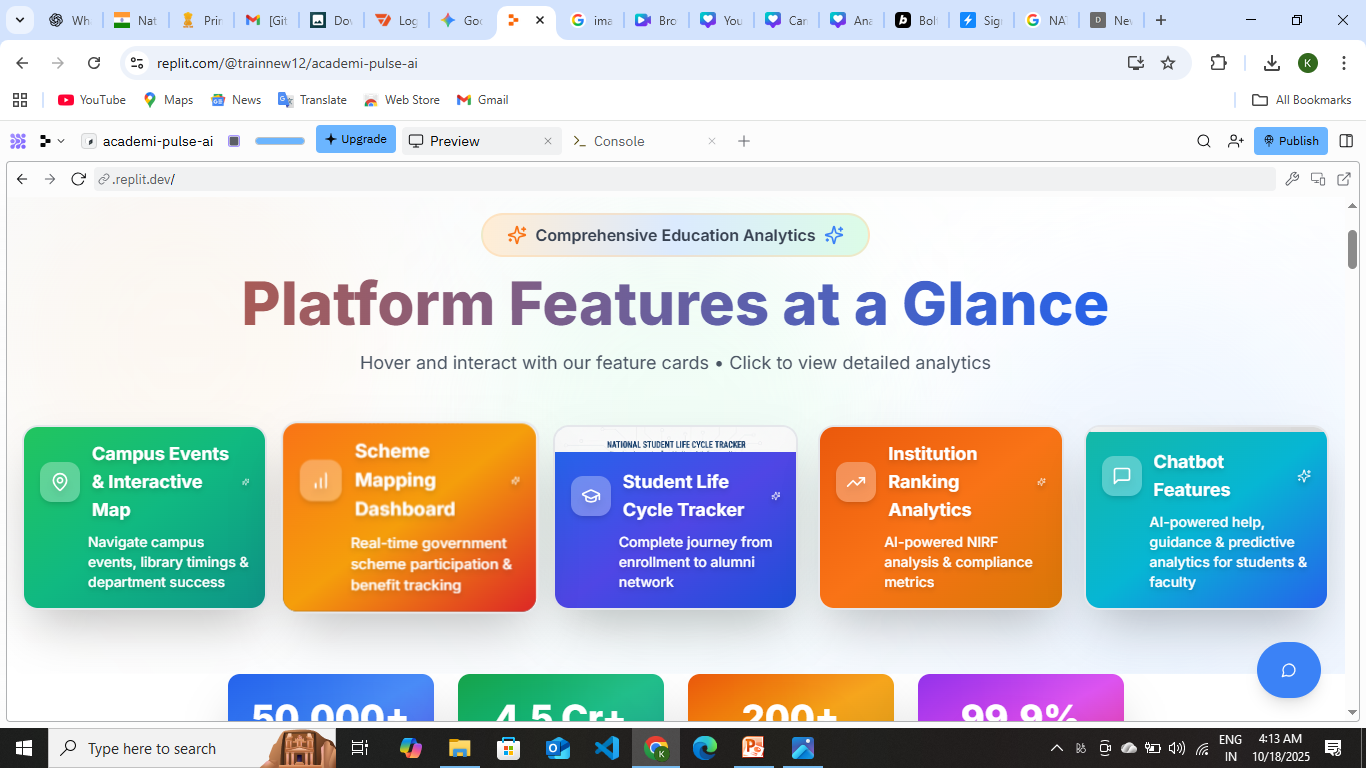 Wh
Nat
Prir
[Git
Dov
Log
Goo
ima
Bro
You
Can
Ana
Bol
Sig
NAT
Nev
replit.com/@trainnew12/academi-pulse-ai
K
YouTube
Maps
News
Translate
Web Store
Gmail
All Bookmarks
academi-pulse-ai
Upgrade
Preview
Console
Publish
.replit.dev/
Comprehensive Education Analytics
Platform Features at a Glance
Hover and interact with our feature cards • Click to view detailed analytics
Campus Events
& Interactive
Map
Navigate campus
events, library timings &
department success
Scheme
Mapping
Dashboard
Real-time government
scheme participation &
benefit tracking
NATIONAL STUDENT LIFE CYCLE TRACKER
Student Life
Cycle Tracker
Complete journey from
enrollment to alumni
network
Institution
Ranking
Analytics
AI-powered NIRF
analysis & compliance
metrics
Chatbot
Features
AI-powered help,
guidance & predictive
analytics for students &
faculty
50,000+
4.5 Cr+
200+
99.9%
Type here to search
ENG
IN
4:13 AM
10/18/2025